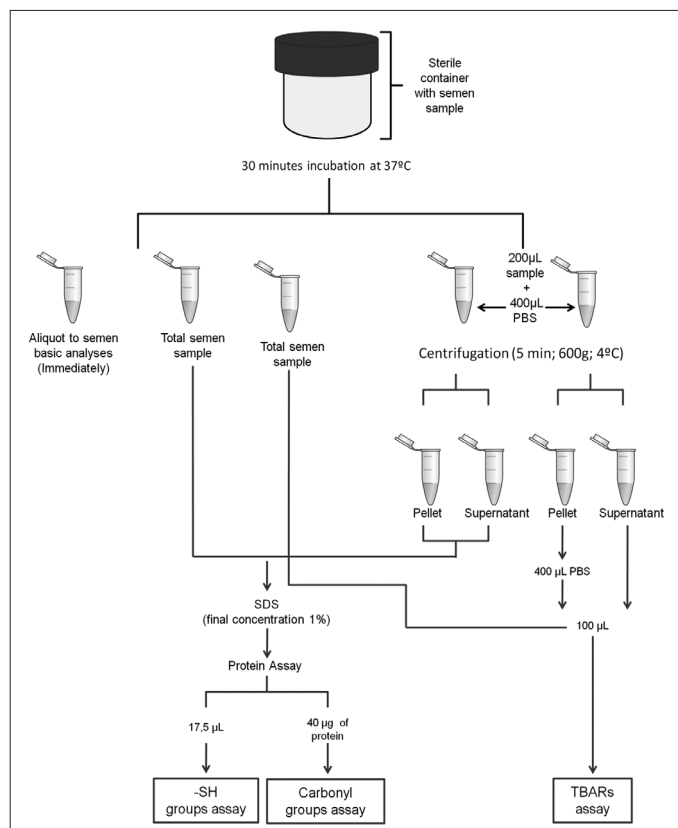 Sterile
container
with semen
sample
30 minutes incubation at 37ºC
200µL
sample
+
400µL
PBS
Aliquot to semen
basic analyses
(Immediately)
Total semen
sample
Total semen
sample
Centrifugation (5 min; 600g; 4ºC)
Pellet
Supernatant
Pellet
Supernatant
400 µL PBS
SDS
(final concentration 1%)
100 µL
Protein Assay
17,5 µL
40 µg of
protein
-SH
groups assay
Carbonyl
groups assay
TBARs
assay